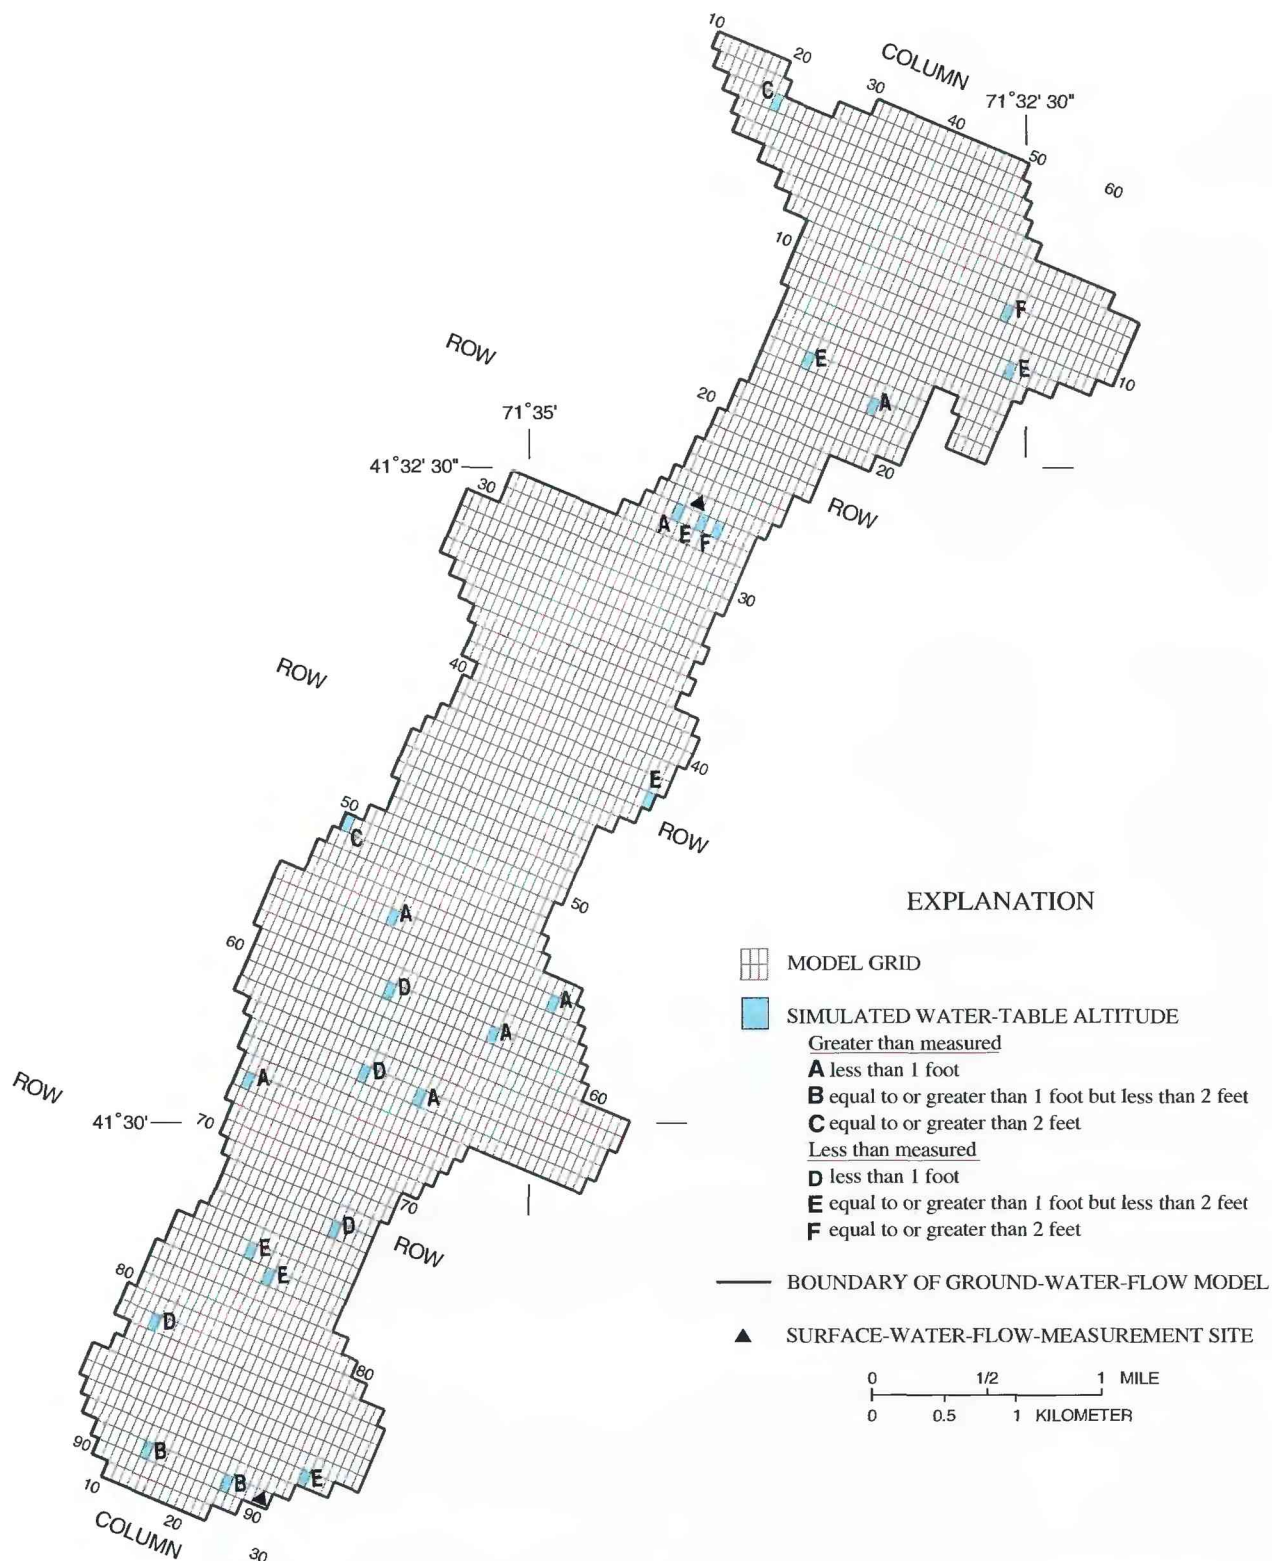 10
20
COLUMN
C
30
71°32' 30"
40
50
60
10
F
ROW
E
E
10
20
A
71°35'
41°32' 30"
20
30
ROW
A
E
F
30
40
ROW
E
40
50
C
ROW
50
A
60
D
A
A
D
A
A
60
ROW
41°30'
70
70
D
ROW
E
E
80
D
80
90
B
B
E
10
90
20
COLUMN
30
EXPLANATION
MODEL GRID
SIMULATED WATER-TABLE ALTITUDE
Greater than measured
A less than 1 foot
B equal to or greater than 1 foot but less than 2 feet
C equal to or greater than 2 feet
Less than measured
D less than 1 foot
E equal to or greater than 1 foot but less than 2 feet
F equal to or greater than 2 feet
BOUNDARY OF GROUND-WATER-FLOW MODEL
SURFACE-WATER-FLOW-MEASUREMENT SITE
0 1/2 1 MILE
0 0.5 1 KILOMETER